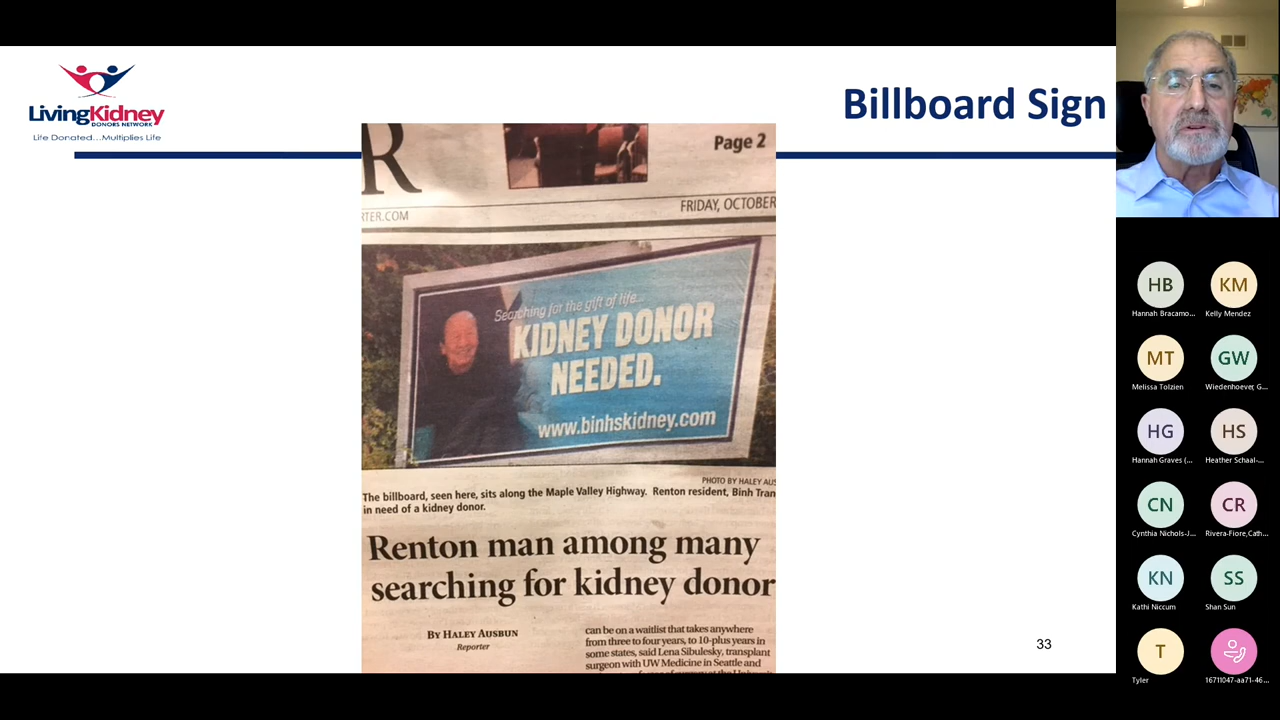 LivingKidney
DONORS NETWORK
Life Donated...Multiplies Life
Billboard Sign
R
Page 2
RTER.COM
FRIDAY, OCTOBER
Searching for the gift of life...
KIDNEY DONOR
NEEDED.
www.binhskidney.com
PHOTO BY HALEY AUS
The billboard, seen here, sits along the Maple Valley Highway. Renton resident, Binh Tran
in need of a kidney donor.
Renton man among many
searching for kidney donor
BY HALEY AUSBUN
Reporter
can be on a waitlist that takes anywhere
from three to four years, to 10-plus years in
some states, said Lena Sibulesky, transplant
surgeon with UW Medicine in Seattle and
33
HB
Hannah Bracamo...
KM
Kelly Mendez
MT
Melissa Tolzien
GW
Wiedenhoever, G...
HG
Hannah Graves (...
HS
Heather Schaal-...
CN
Cynthia Nichols-J...
CR
Rivera-Fiore,Cath...
KN
Kathi Niccum
SS
Shan Sun
T
Tyler
16711047-aa71-46...